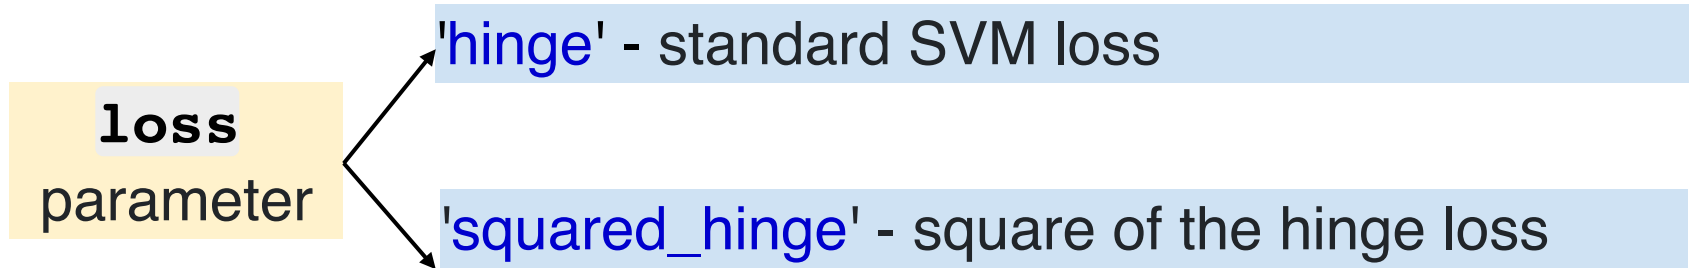 'hinge' - standard SVM loss
loss
parameter
'squared_hinge' - square of the hinge loss